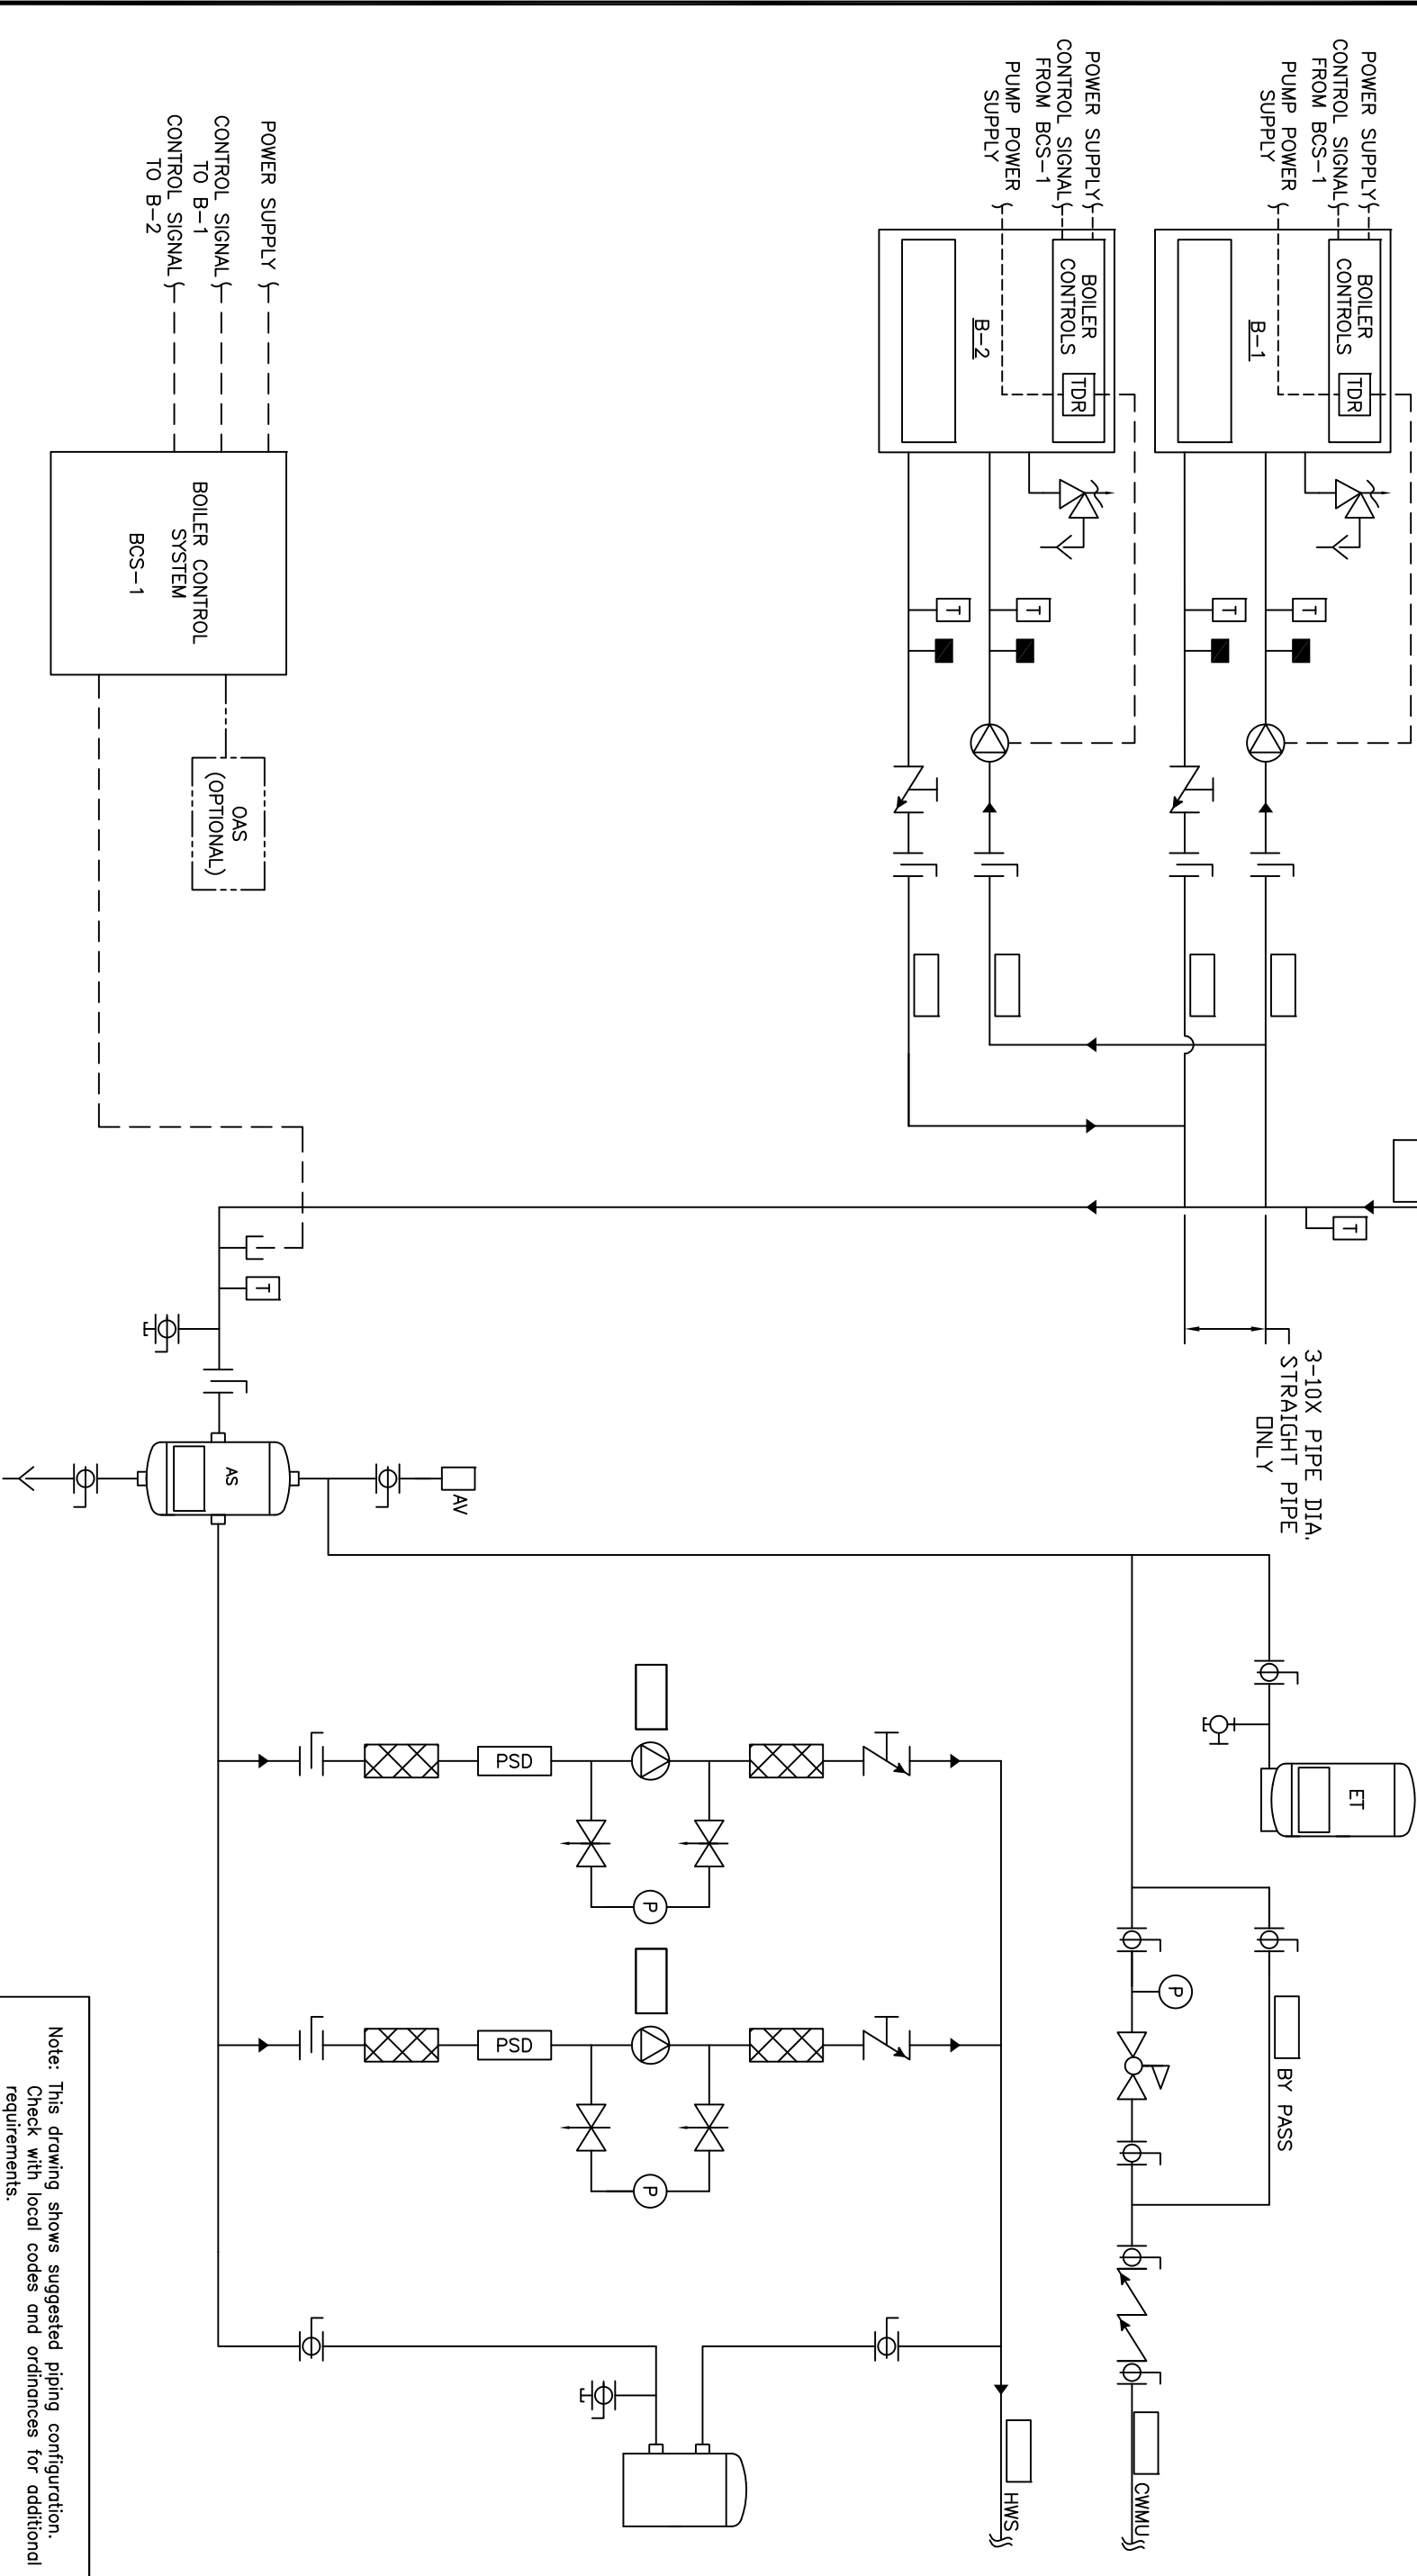 POWER SUPPLY
CONTROL SIGNAL
FROM BCS-1
PUMP POWER
SUPPLY
BOILER
CONTROLS
TDR
B-1
T
T
POWER SUPPLY
CONTROL SIGNAL
FROM BCS-1
PUMP POWER
SUPPLY
BOILER
CONTROLS
TDR
B-2
T
T
POWER SUPPLY
CONTROL SIGNAL
TO B-1
CONTROL SIGNAL
TO B-2
BOILER CONTROL
SYSTEM
BCS-1
OAS
(OPTIONAL)
T
T
3-10X PIPE DIA.
STRAIGHT PIPE
ONLY
AS
AV
ET
PSD
P
PSD
P
P
BY PASS
CWMU
HWS
Note: This drawing shows suggested piping configuration.
Check with local codes and ordinances for additional
requirements.